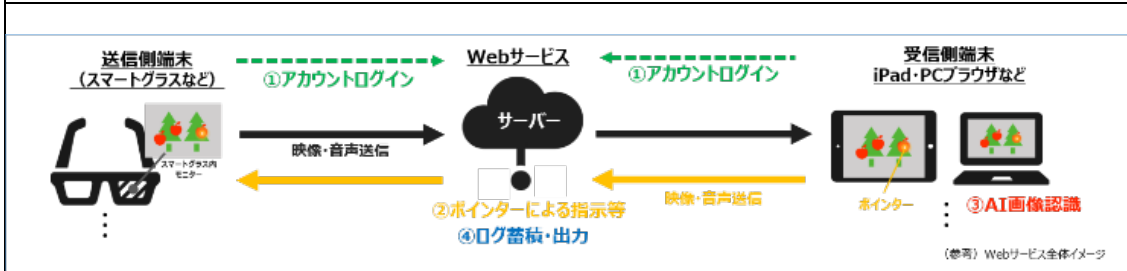 送信側端末
（スマートグラスなど）
①アカウントログイン
Webサービス
①アカウントログイン
受信側端末
iPad・PCブラウザなど
サーバー
映像・音声送信
スマートグラス内
モニター
映像・音声送信
②ポインターによる指示等
④ログ蓄積・出力
ポインター
③AI画像認識
（参考）Webサービス全体イメージ